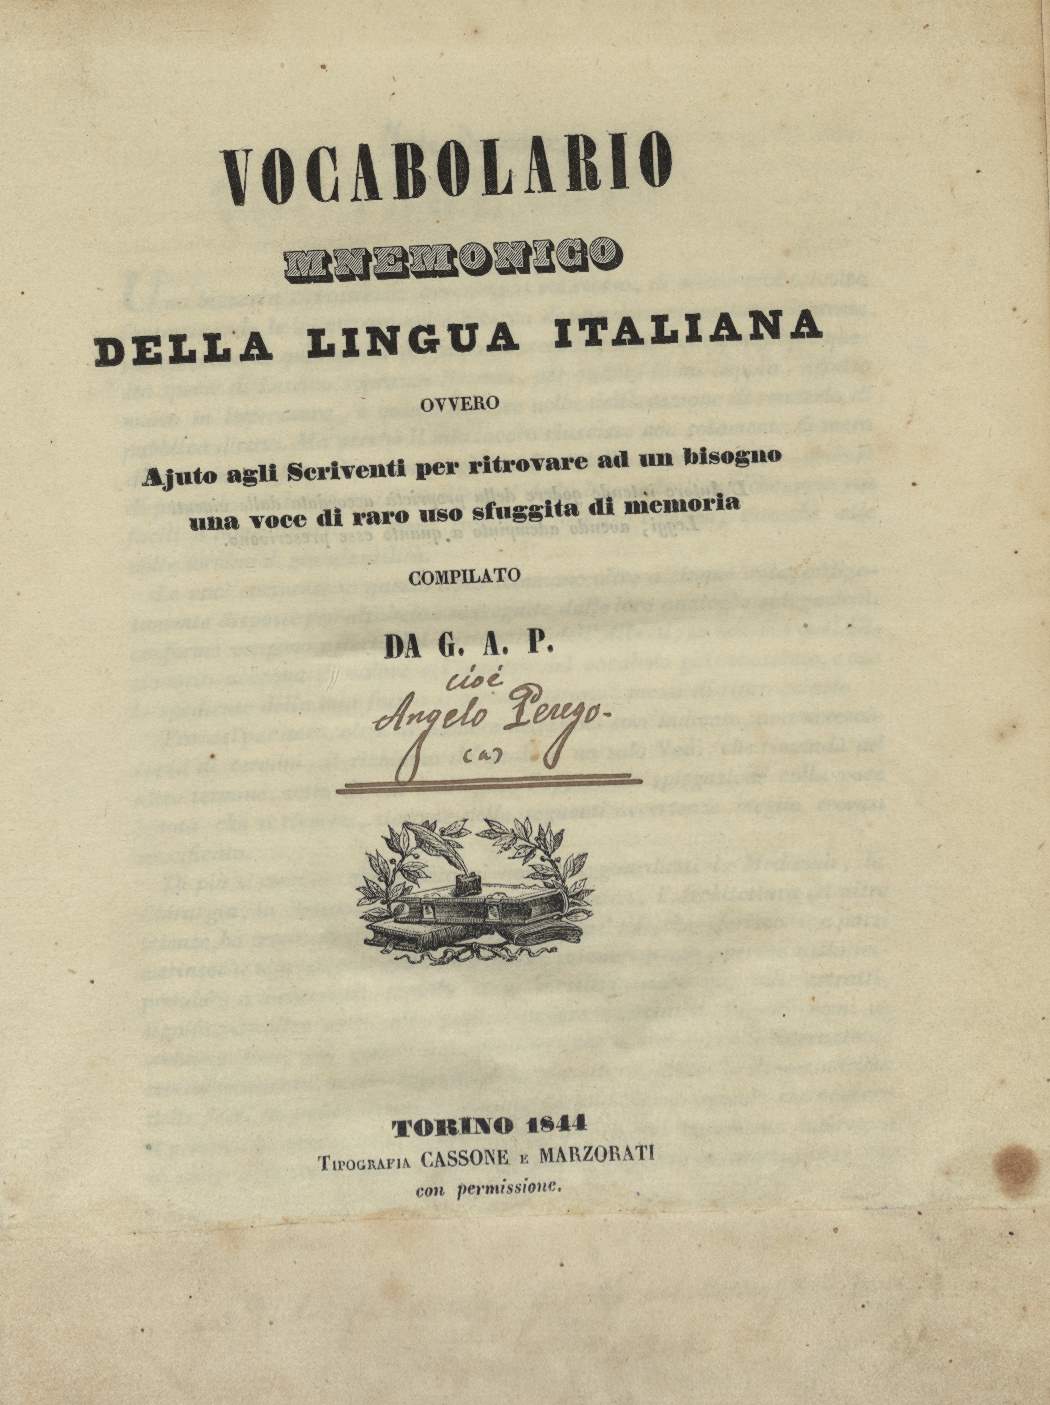 VOCABOLARIO
MNEMONICO
DELLA LINGUA ITALIANA
OVVERO
Ajuto agli Scriventi per ritrovare ad un bisogno
una voce di raro uso sfuggita di memoria
COMPILATO
DA G. A. P.
cioè
Angelo Perego.
(a)
TORINO 1844
TIPOGRAFIA CASSONE E MARZORATI
con permissione.